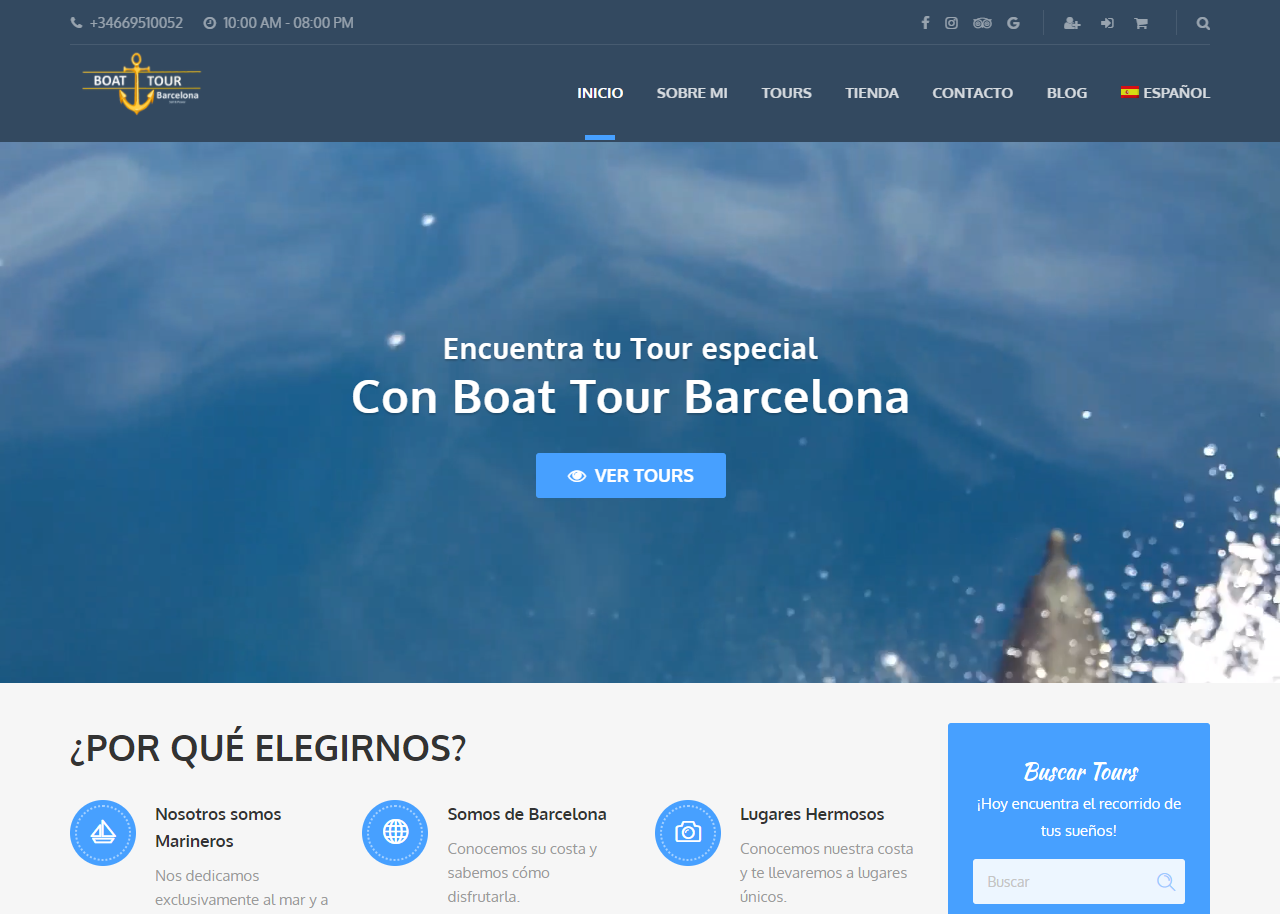 +34669510052 10:00 AM - 08:00 PM
BOAT TOUR
Barcelona
INICIO SOBRE MI TOURS TIENDA CONTACTO BLOG ESPAÑOL
Encuentra tu Tour especial
Con Boat Tour Barcelona
VER TOURS
¿POR QUÉ ELEGIRNOS?
Nosotros somos
Marineros
Nos dedicamos
exclusivamente al mar y a
Somos de Barcelona
Conocemos su costa y
sabemos cómo
disfrutarla.
Lugares Hermosos
Conocemos nuestra costa
y te llevaremos a lugares
únicos.
Buscar Tours
¡Hoy encuentra el recorrido de
tus sueños!
Buscar